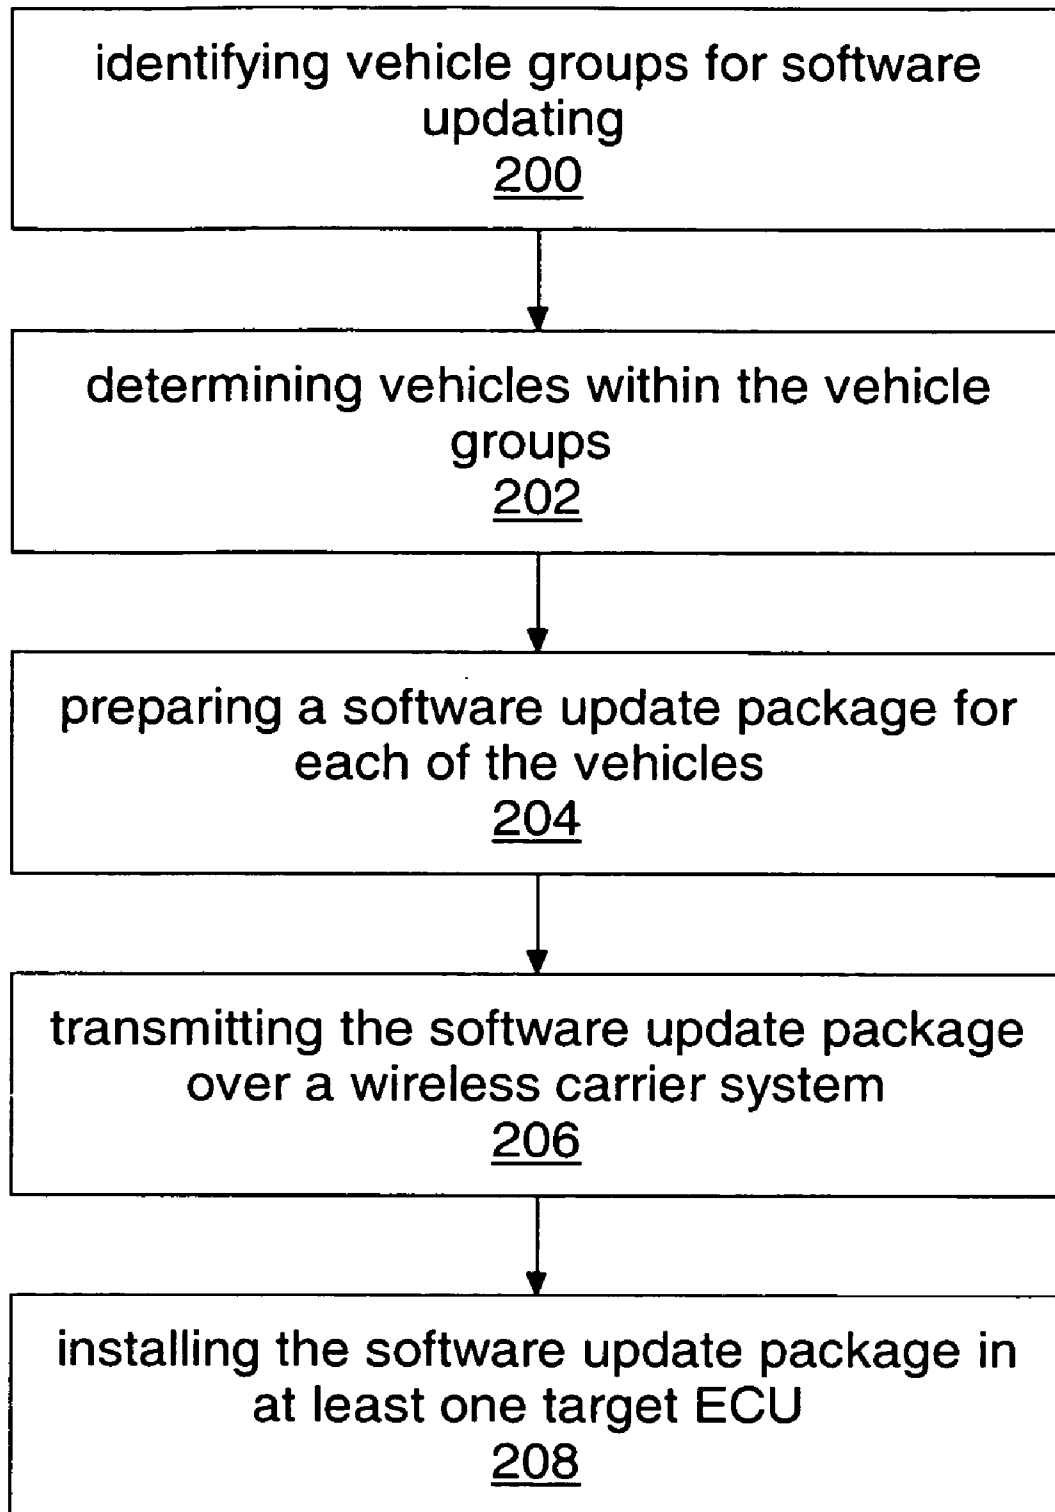 identifying vehicle groups for software
updating
200
determining vehicles within the vehicle
groups
202
preparing a software update package for
each of the vehicles
204
transmitting the software update package
over a wireless carrier system
206
installing the software update package in
at least one target ECU
208